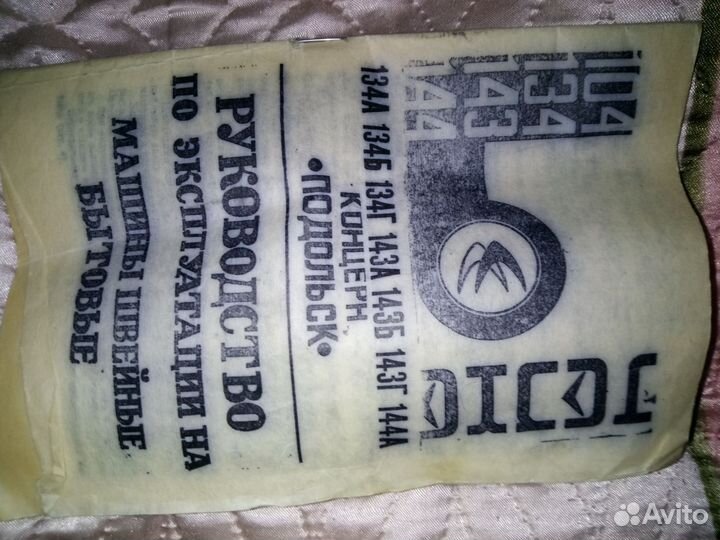 104
134
143
144
134А 134Б 134Г 143А 143Б 143Г 144А
КОНЦЕРН
•ПОДОЛЬСК•
РУКОВОДСТВО
ПО ЭКСПЛУАТАЦИИ НА
МАШИНЫ ШВЕЙНЫЕ
БЫТОВЫЕ
Avito